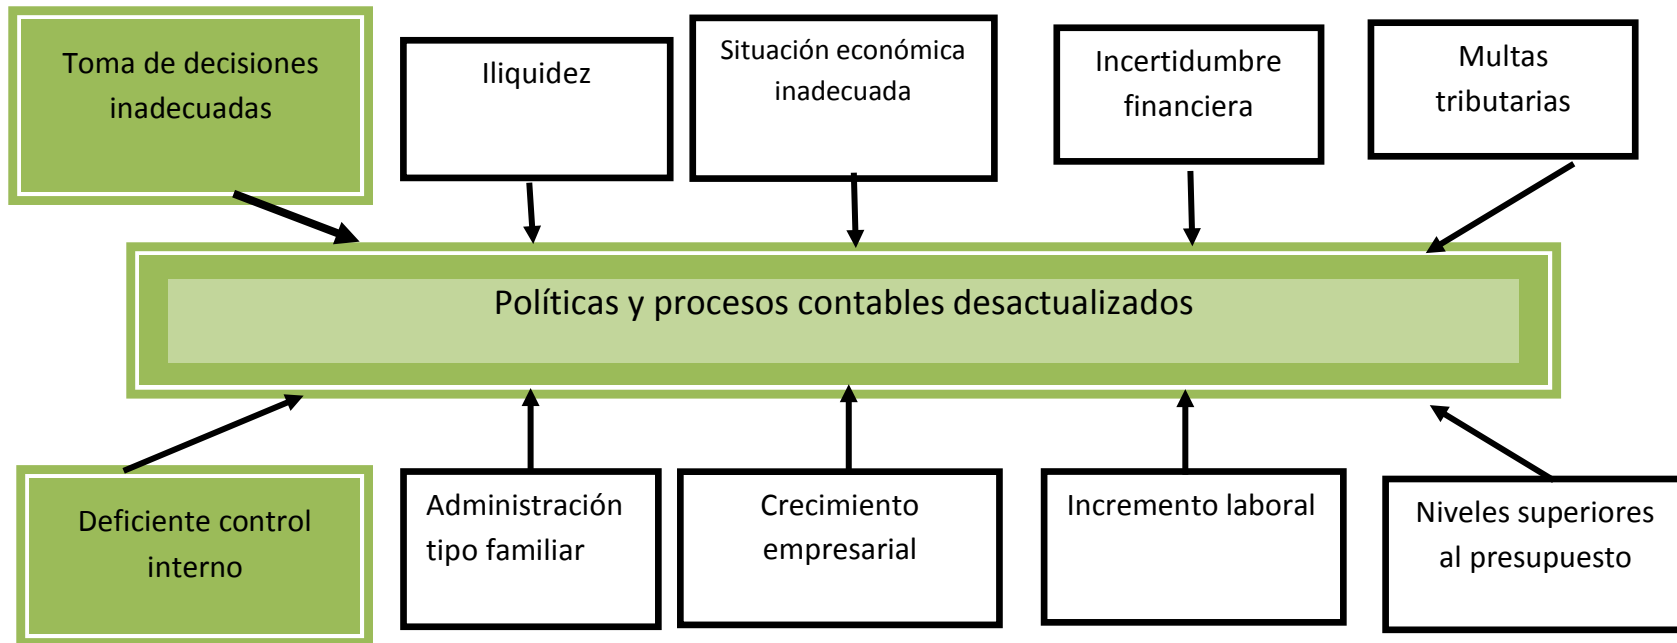 Toma de decisiones
inadecuadas
Iliquidez
Situación económica
inadecuada
Incertidumbre
financiera
Multas
tributarias
Políticas y procesos contables desactualizados
Deficiente control
interno
Administración
tipo familiar
Crecimiento
empresarial
Incremento laboral
Niveles superiores
al presupuesto